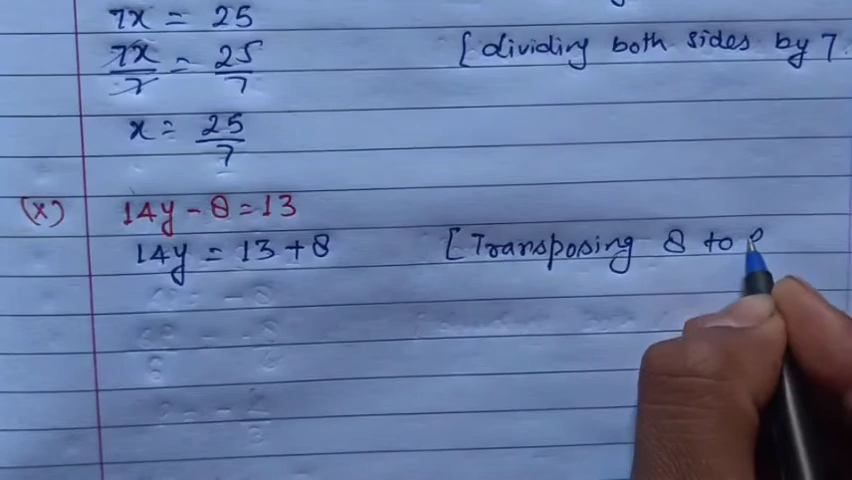 7x = 25
7x/7 = 25/7 [dividing both sides by 7.
x = 25/7
(x) 14y - 8 = 13
14y = 13 + 8 [Transposing 8 to